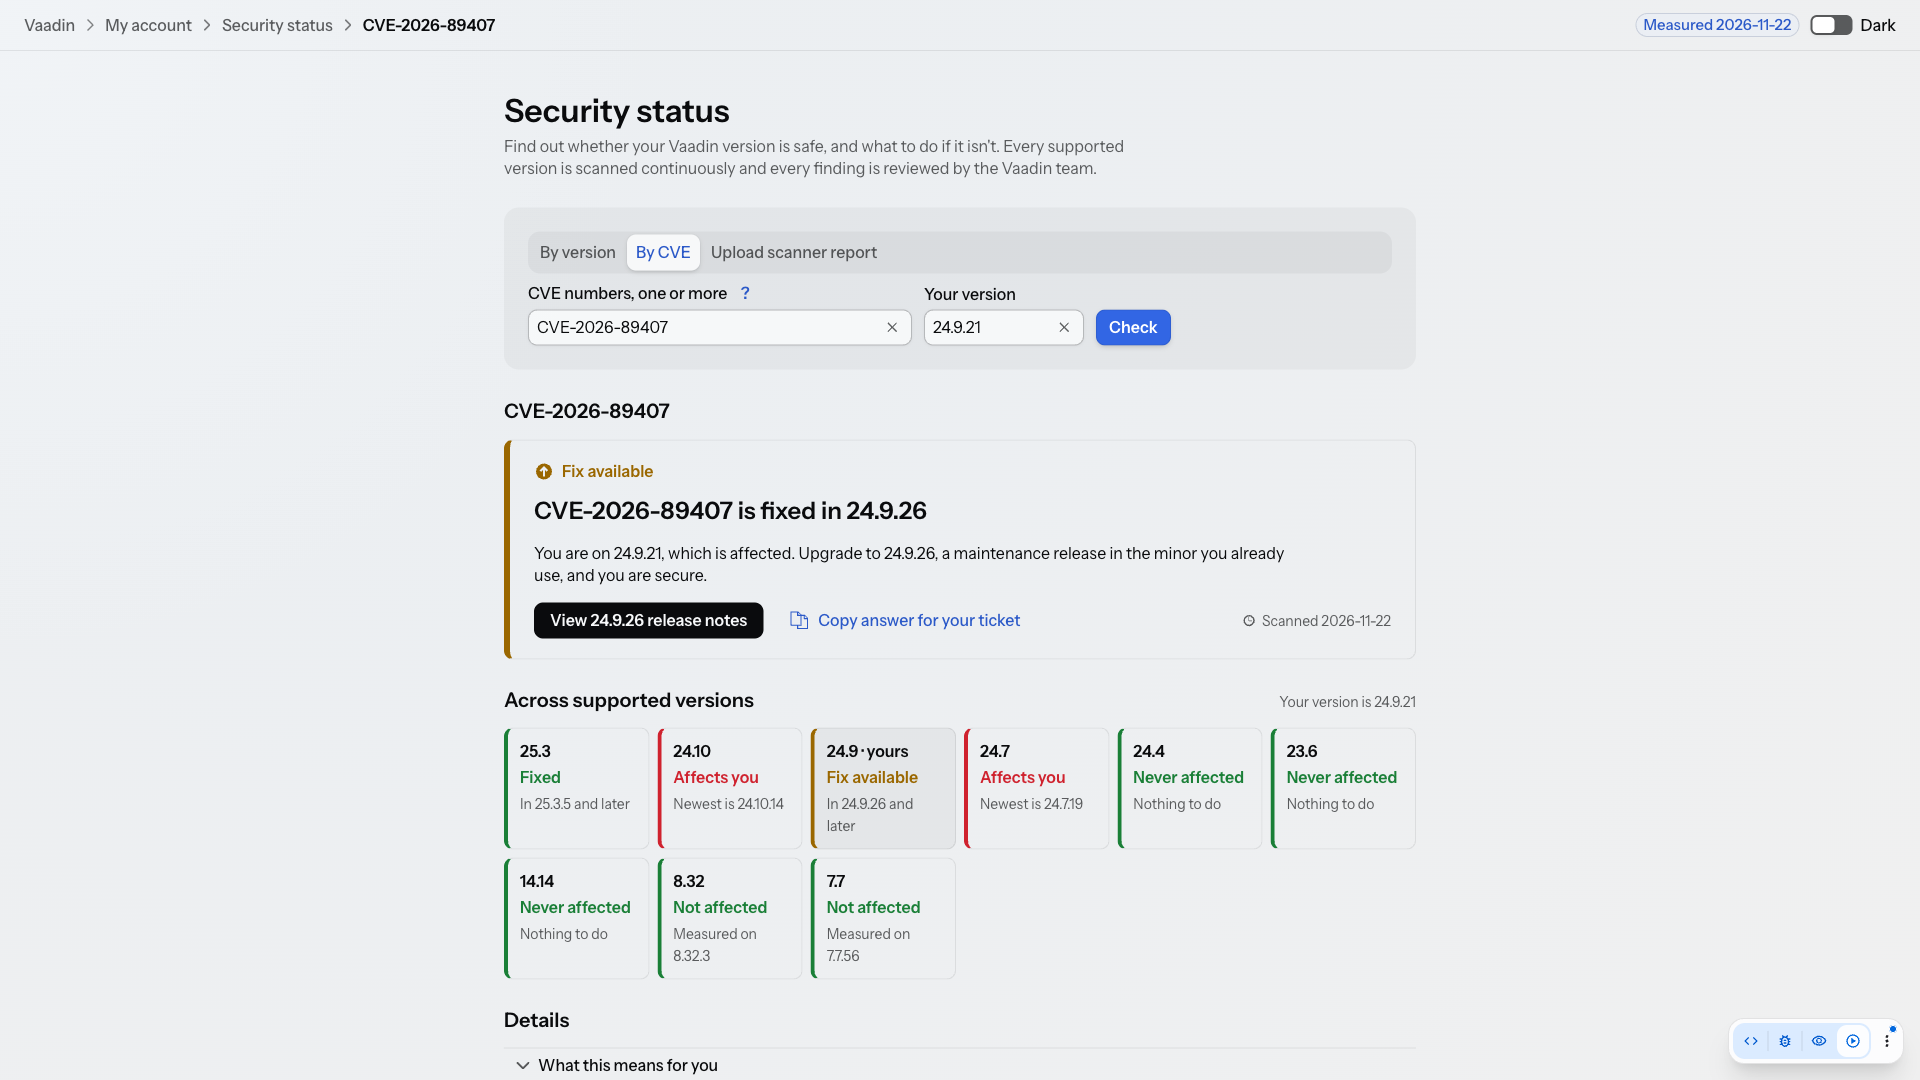 Vaadin > My account > Security status > CVE-2026-89407
Measured 2026-11-22
Dark
Security status
Find out whether your Vaadin version is safe, and what to do if it isn't. Every supported
version is scanned continuously and every finding is reviewed by the Vaadin team.
By version By CVE Upload scanner report
CVE numbers, one or more ?
Your version
CVE-2026-89407
24.9.21
Check
CVE-2026-89407
Fix available
CVE-2026-89407 is fixed in 24.9.26
You are on 24.9.21, which is affected. Upgrade to 24.9.26, a maintenance release in the minor you already
use, and you are secure.
View 24.9.26 release notes
Copy answer for your ticket
Scanned 2026-11-22
Across supported versions
Your version is 24.9.21
25.3
Fixed
In 25.3.5 and later
24.10
Affects you
Newest is 24.10.14
24.9 · yours
Fix available
In 24.9.26 and
later
24.7
Affects you
Newest is 24.7.19
24.4
Never affected
Nothing to do
23.6
Never affected
Nothing to do
14.14
Never affected
Nothing to do
8.32
Not affected
Measured on
8.32.3
7.7
Not affected
Measured on
7.7.56
Details
What this means for you